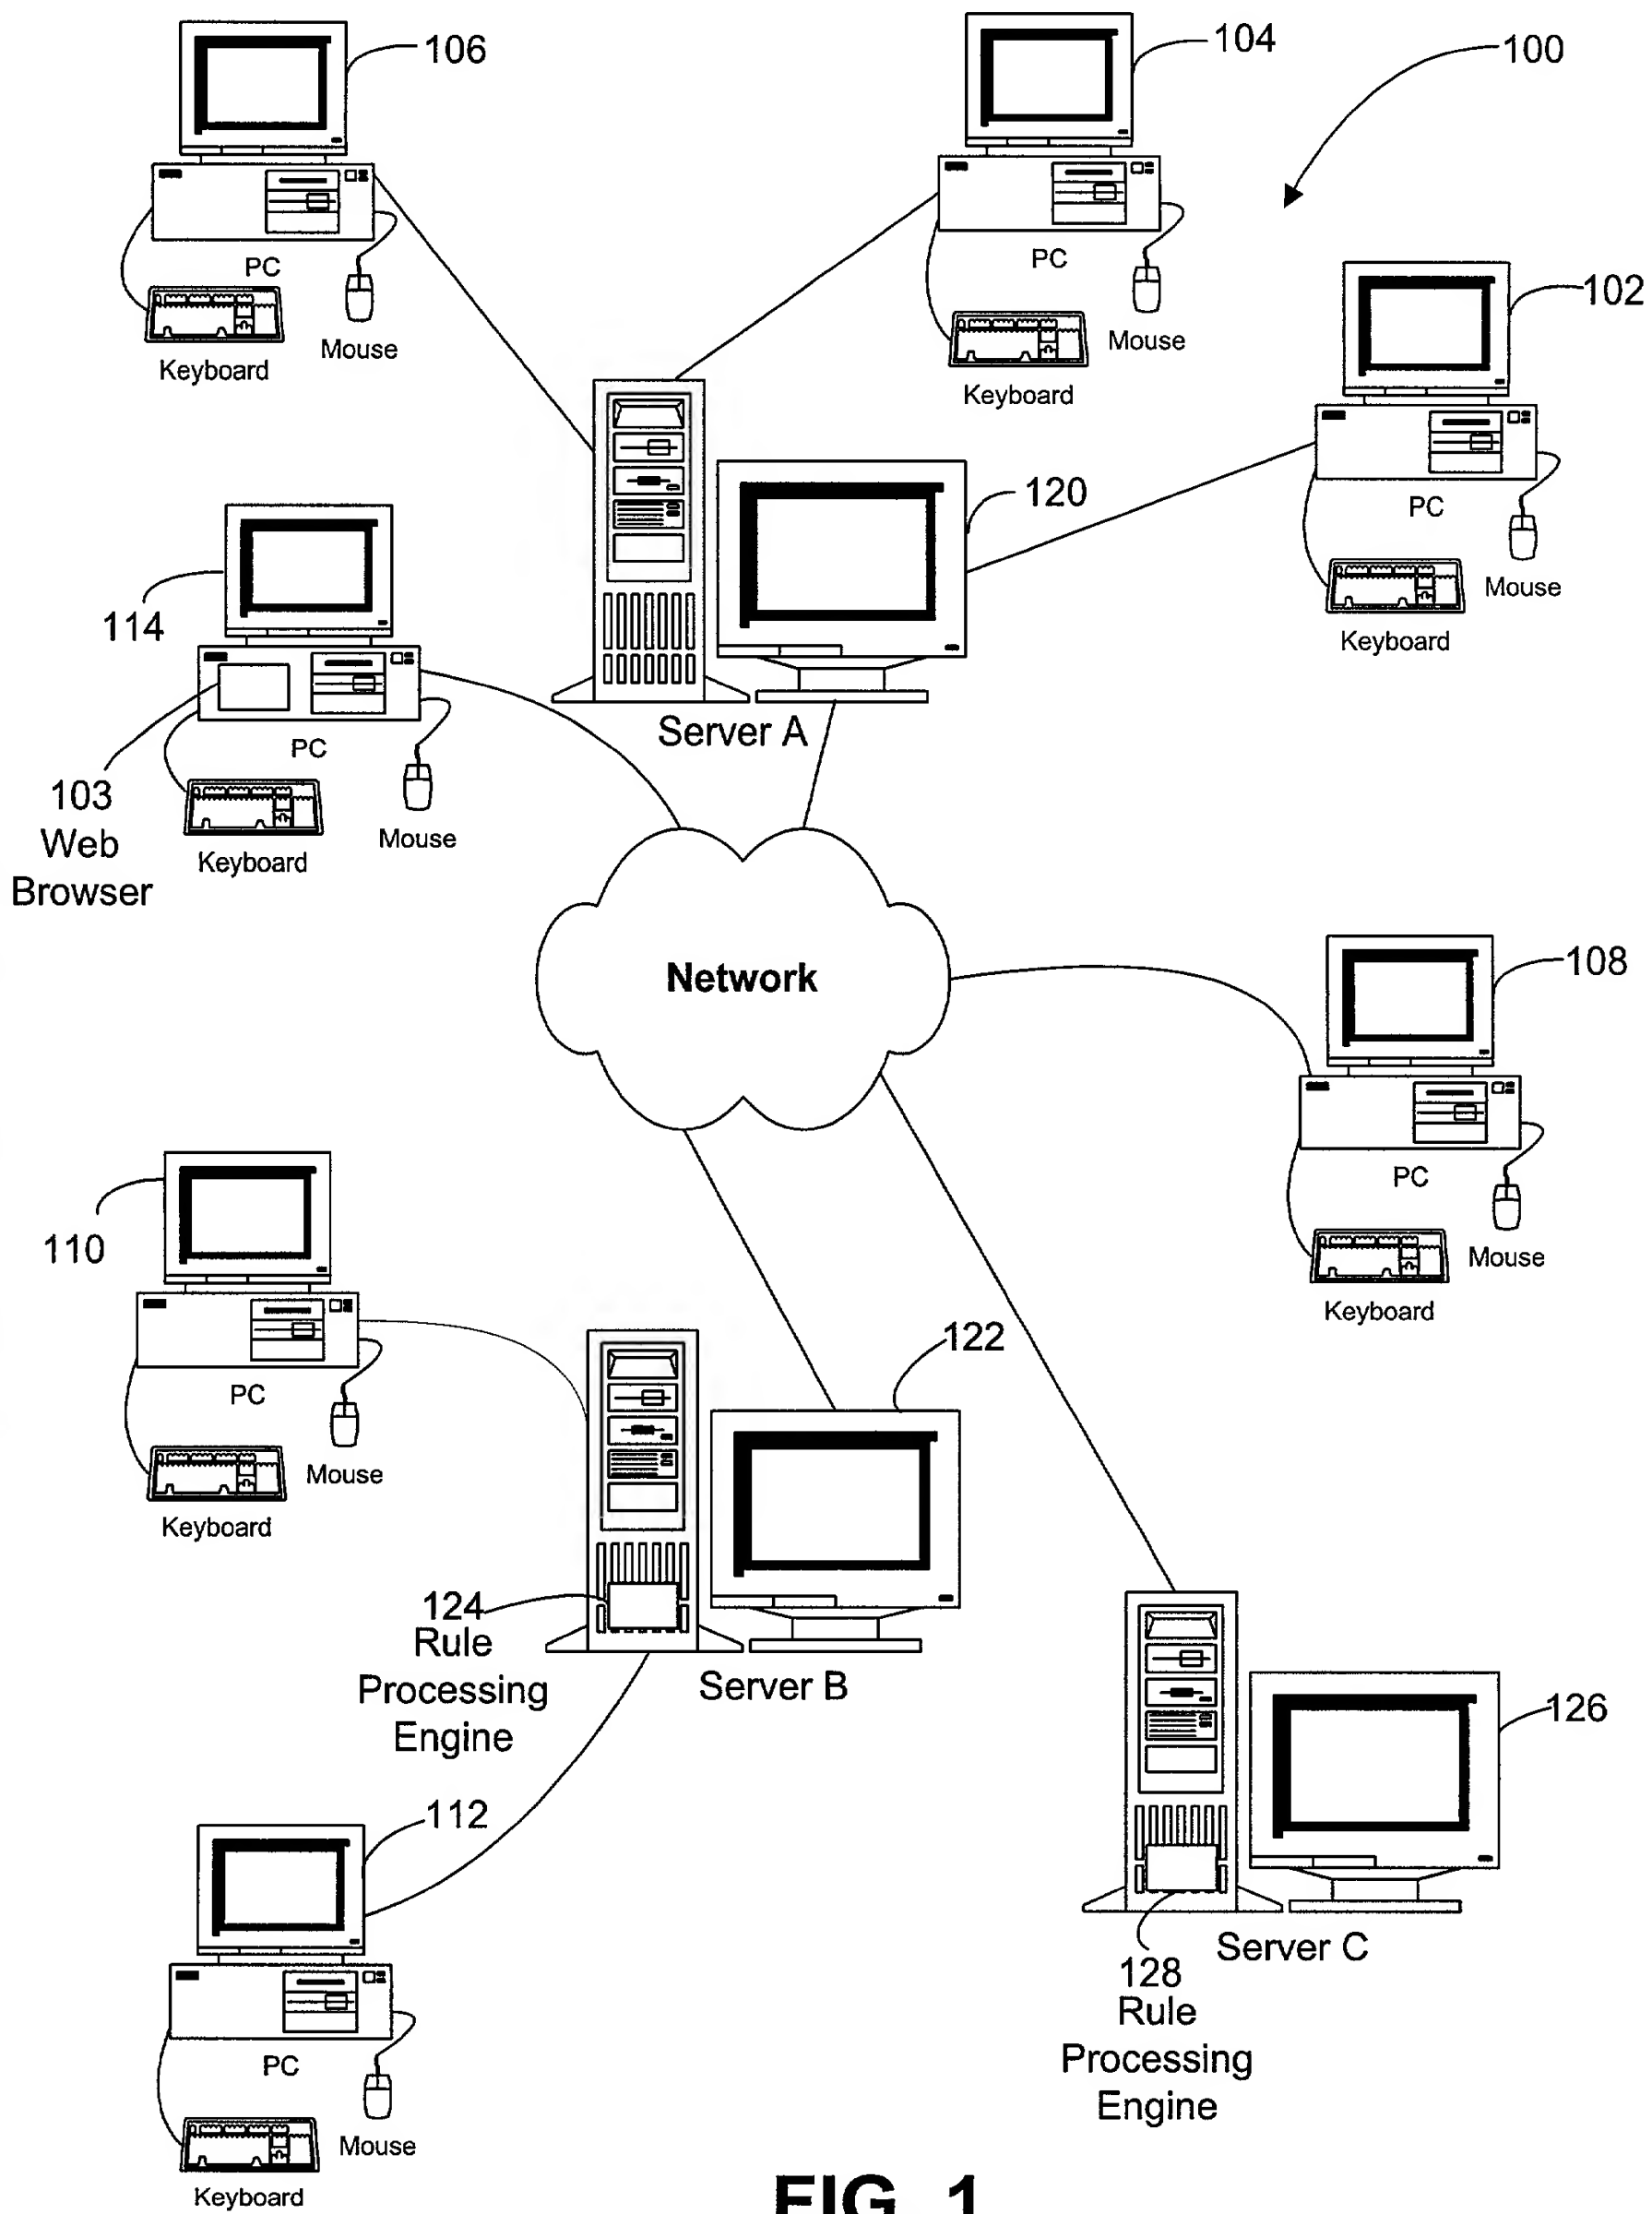 106
104
100
PC
Mouse
Keyboard
PC
Mouse
Keyboard
102
PC
Mouse
Keyboard
120
Server A
114
PC
103
Web
Browser
Mouse
Keyboard
Network
108
PC
Mouse
Keyboard
110
PC
Mouse
Keyboard
122
124
Rule
Processing
Engine
Server B
126
112
Server C
128
Rule
Processing
Engine
PC
Mouse
Keyboard
FIG. 1